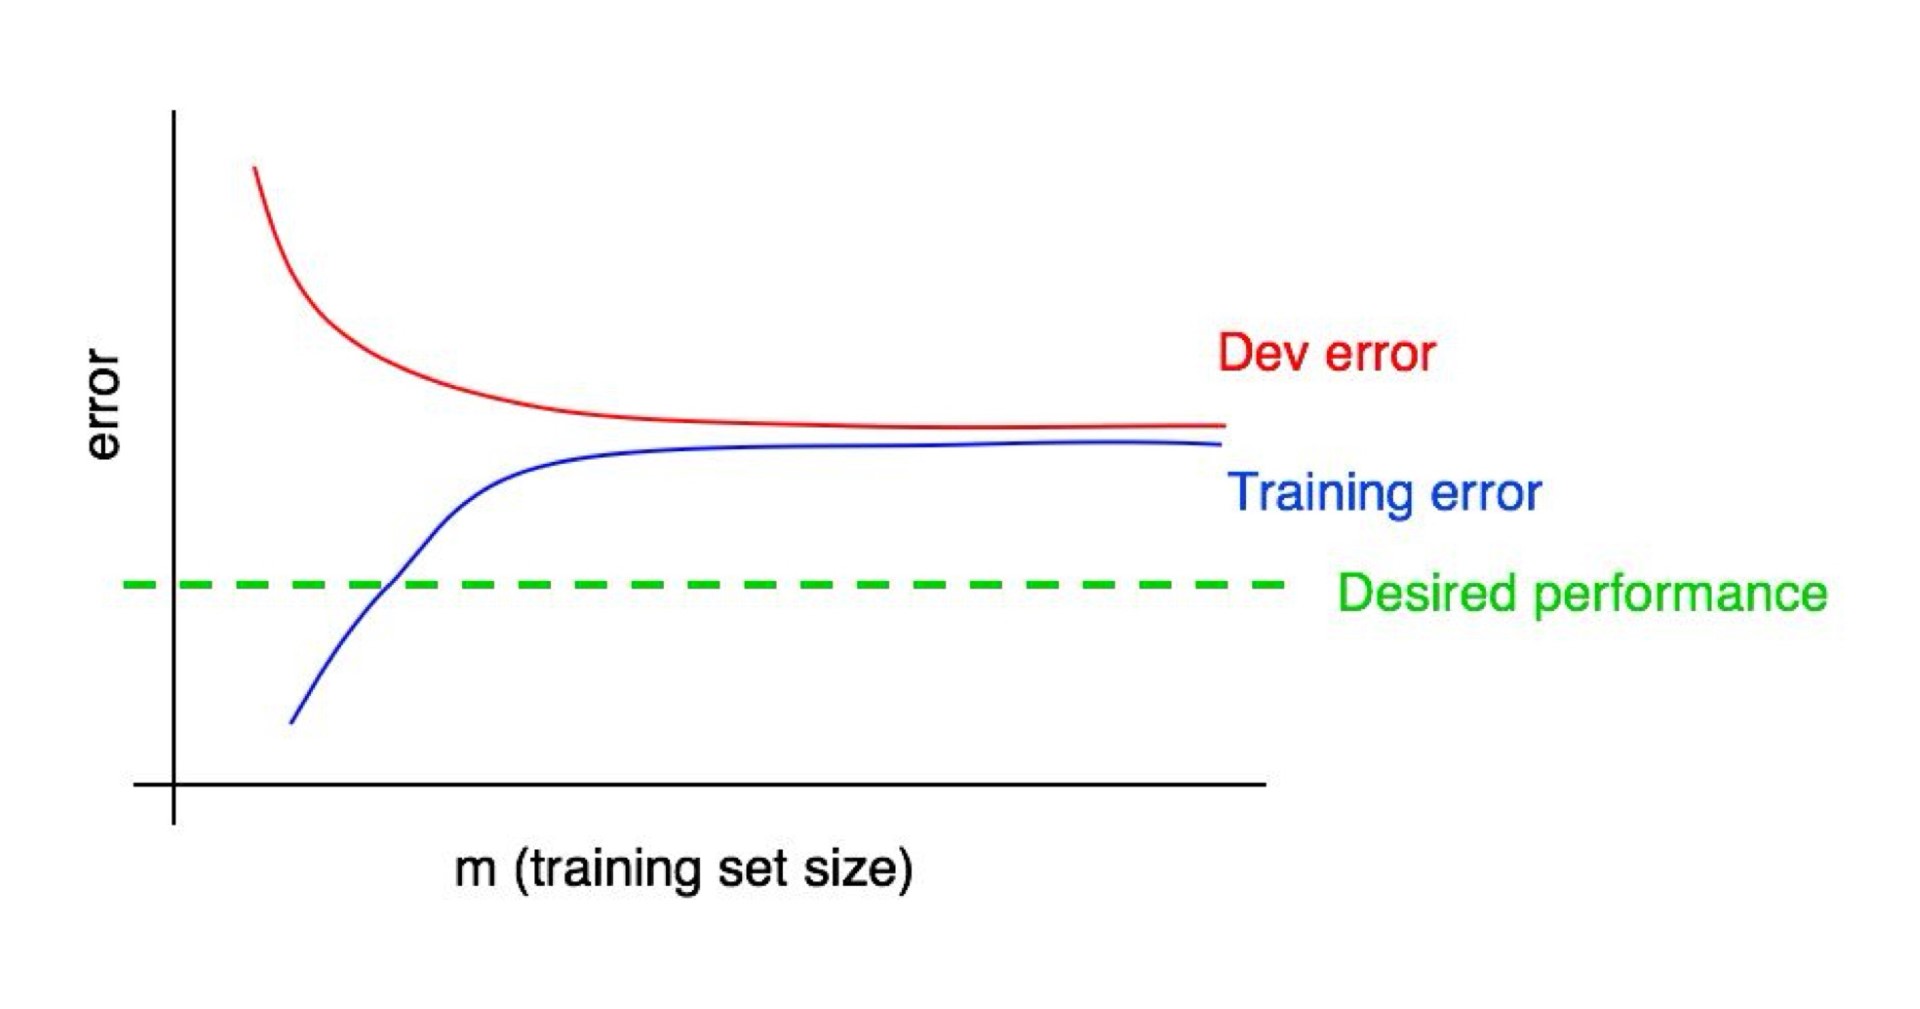 error
Dev error
Training error
Desired performance
m (training set size)